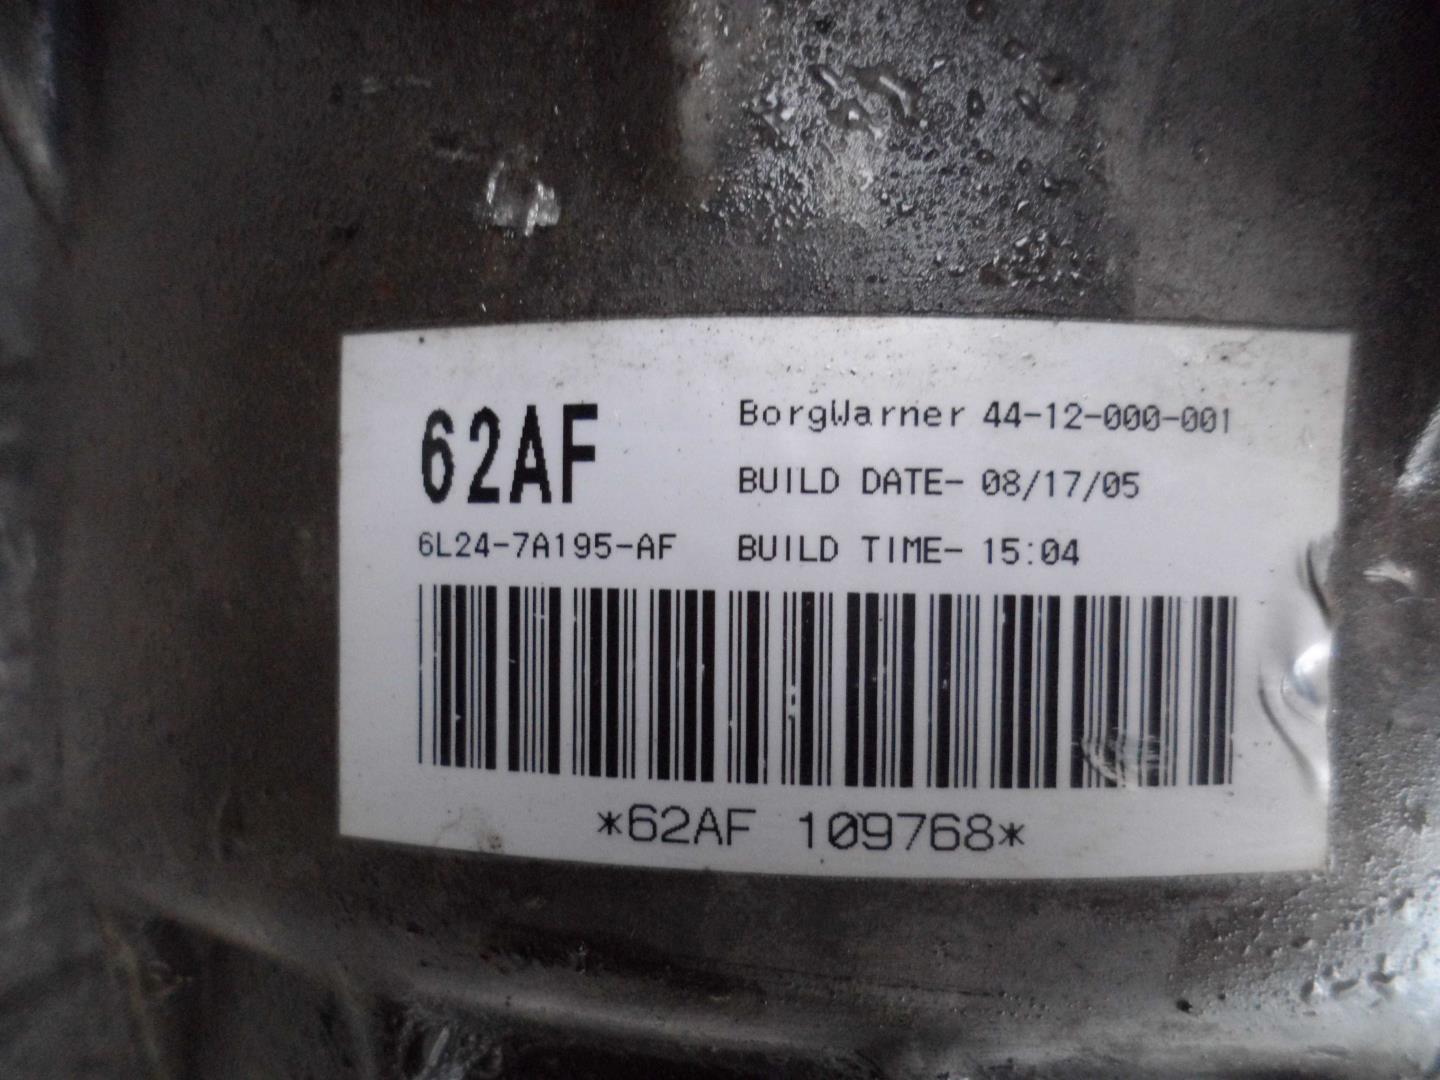 62AF
6L24-7A195-AF
BorgWarner 44-12-000-001
BUILD DATE- 08/17/05
BUILD TIME- 15:04
*62AF 109768*